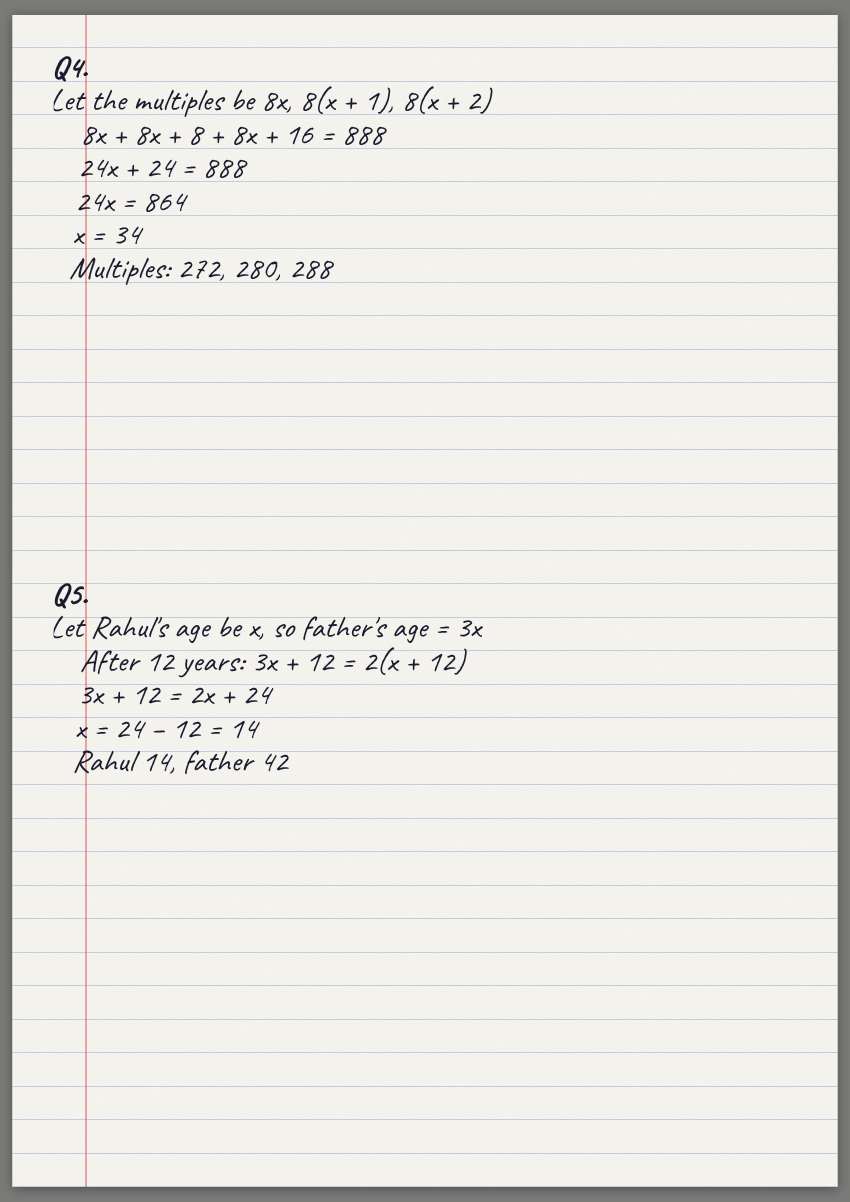 Q4.
Let the multiples be 8x, 8(x + 1), 8(x + 2)
8x + 8x + 8 + 8x + 16 = 888
24x + 24 = 888
24x = 864
x = 34
Multiples: 272, 280, 288
Q5.
Let Rahul's age be x, so father's age = 3x
After 12 years: 3x + 12 = 2(x + 12)
3x + 12 = 2x + 24
x = 24 – 12 = 14
Rahul 14, father 42